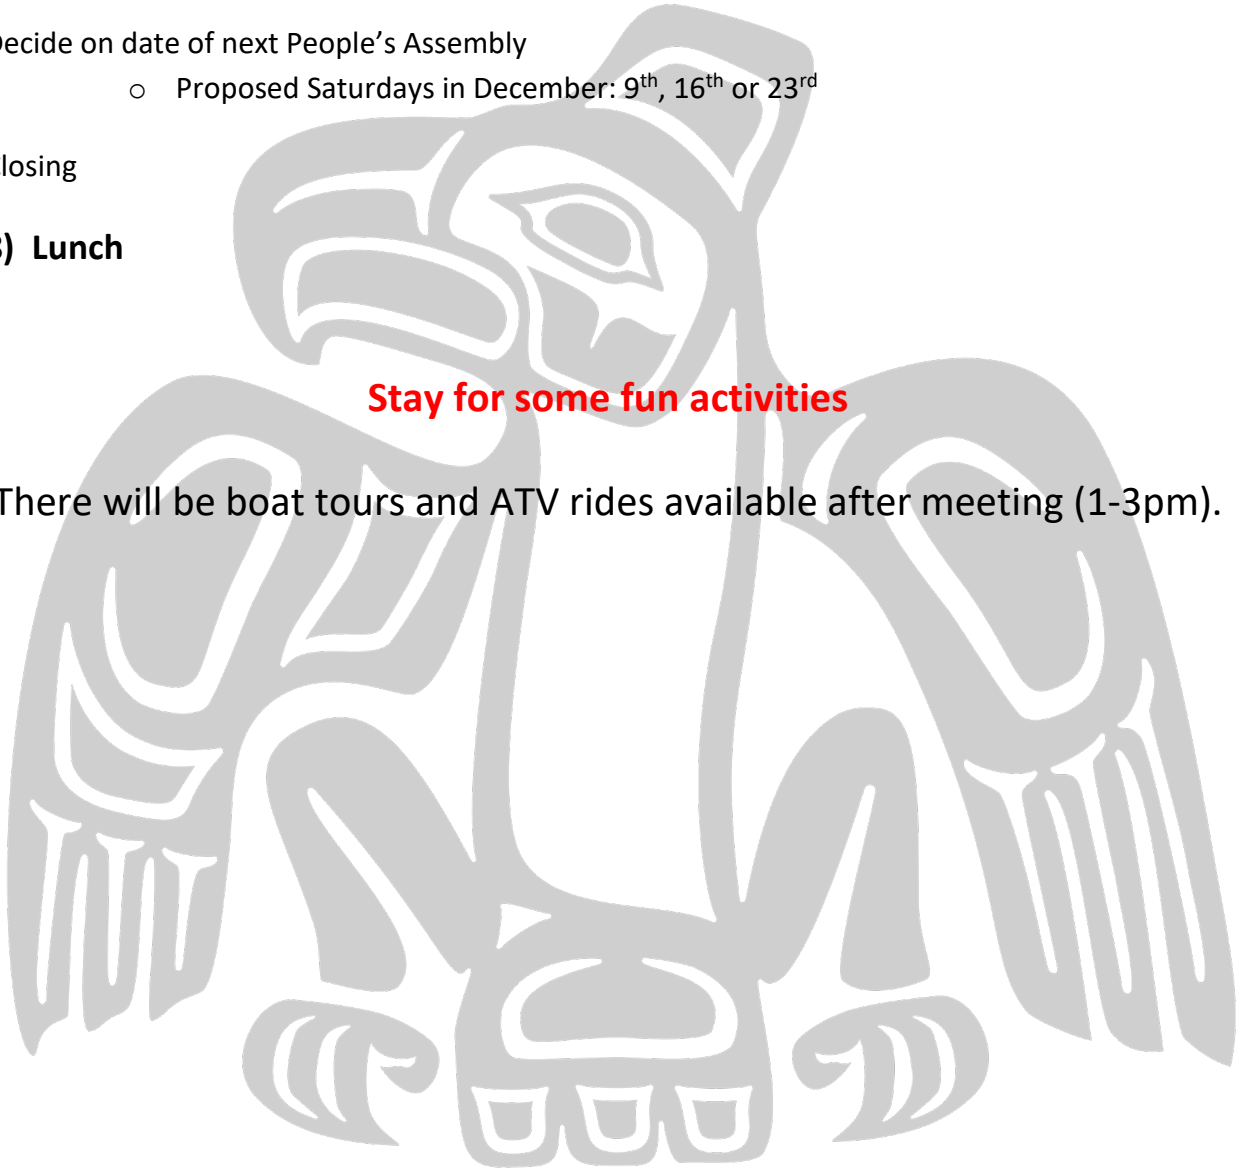 ecide on date of next People’s Assembly
o Proposed Saturdays in December: 9th, 16th or 23rd
losing
) Lunch
Stay for some fun activities
There will be boat tours and ATV rides available after meeting (1-3pm).